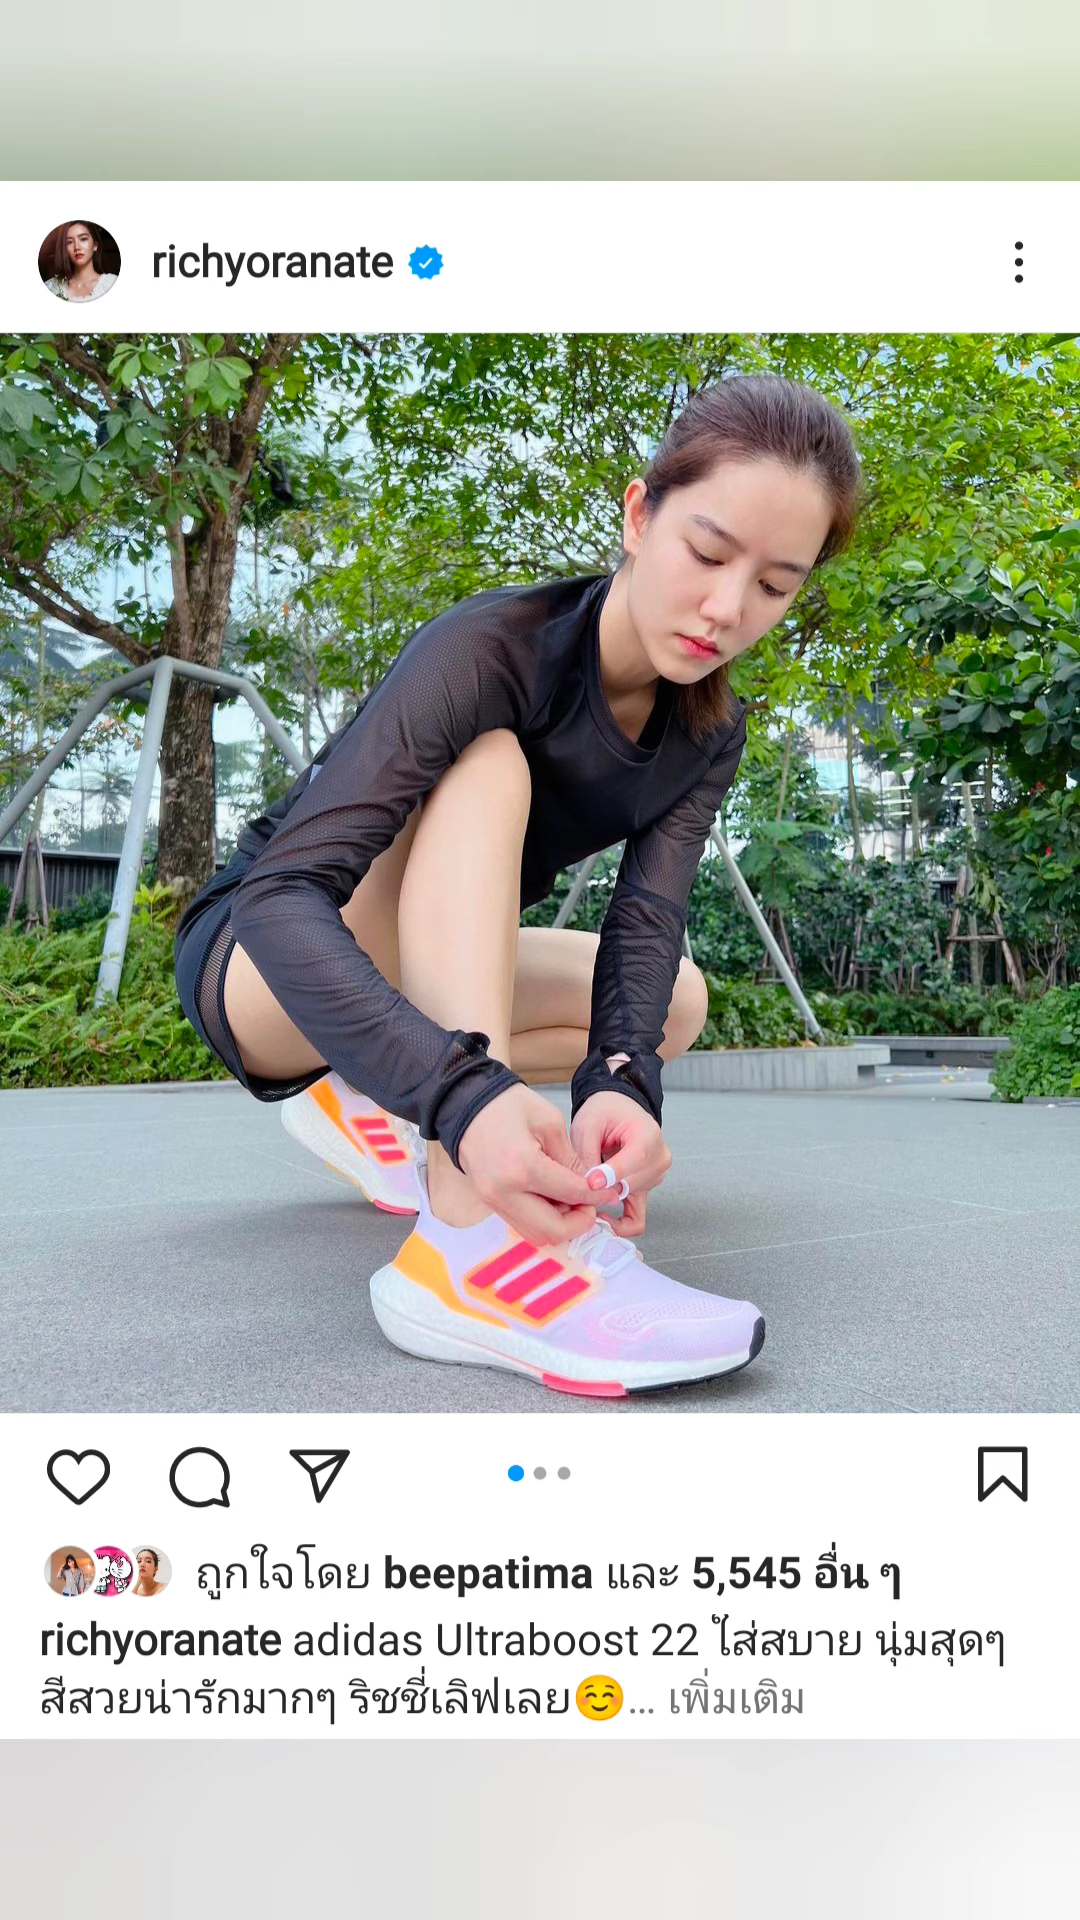 richyoranate
ถูกใจโดย beepatima และ 5,545 อื่น ๆ
richyoranate adidas Ultraboost 22 ใส่สบาย นุ่มสุดๆ
สีสวยน่ารักมากๆ ริชชี่เลิฟเลย☺️... เพิ่มเติม